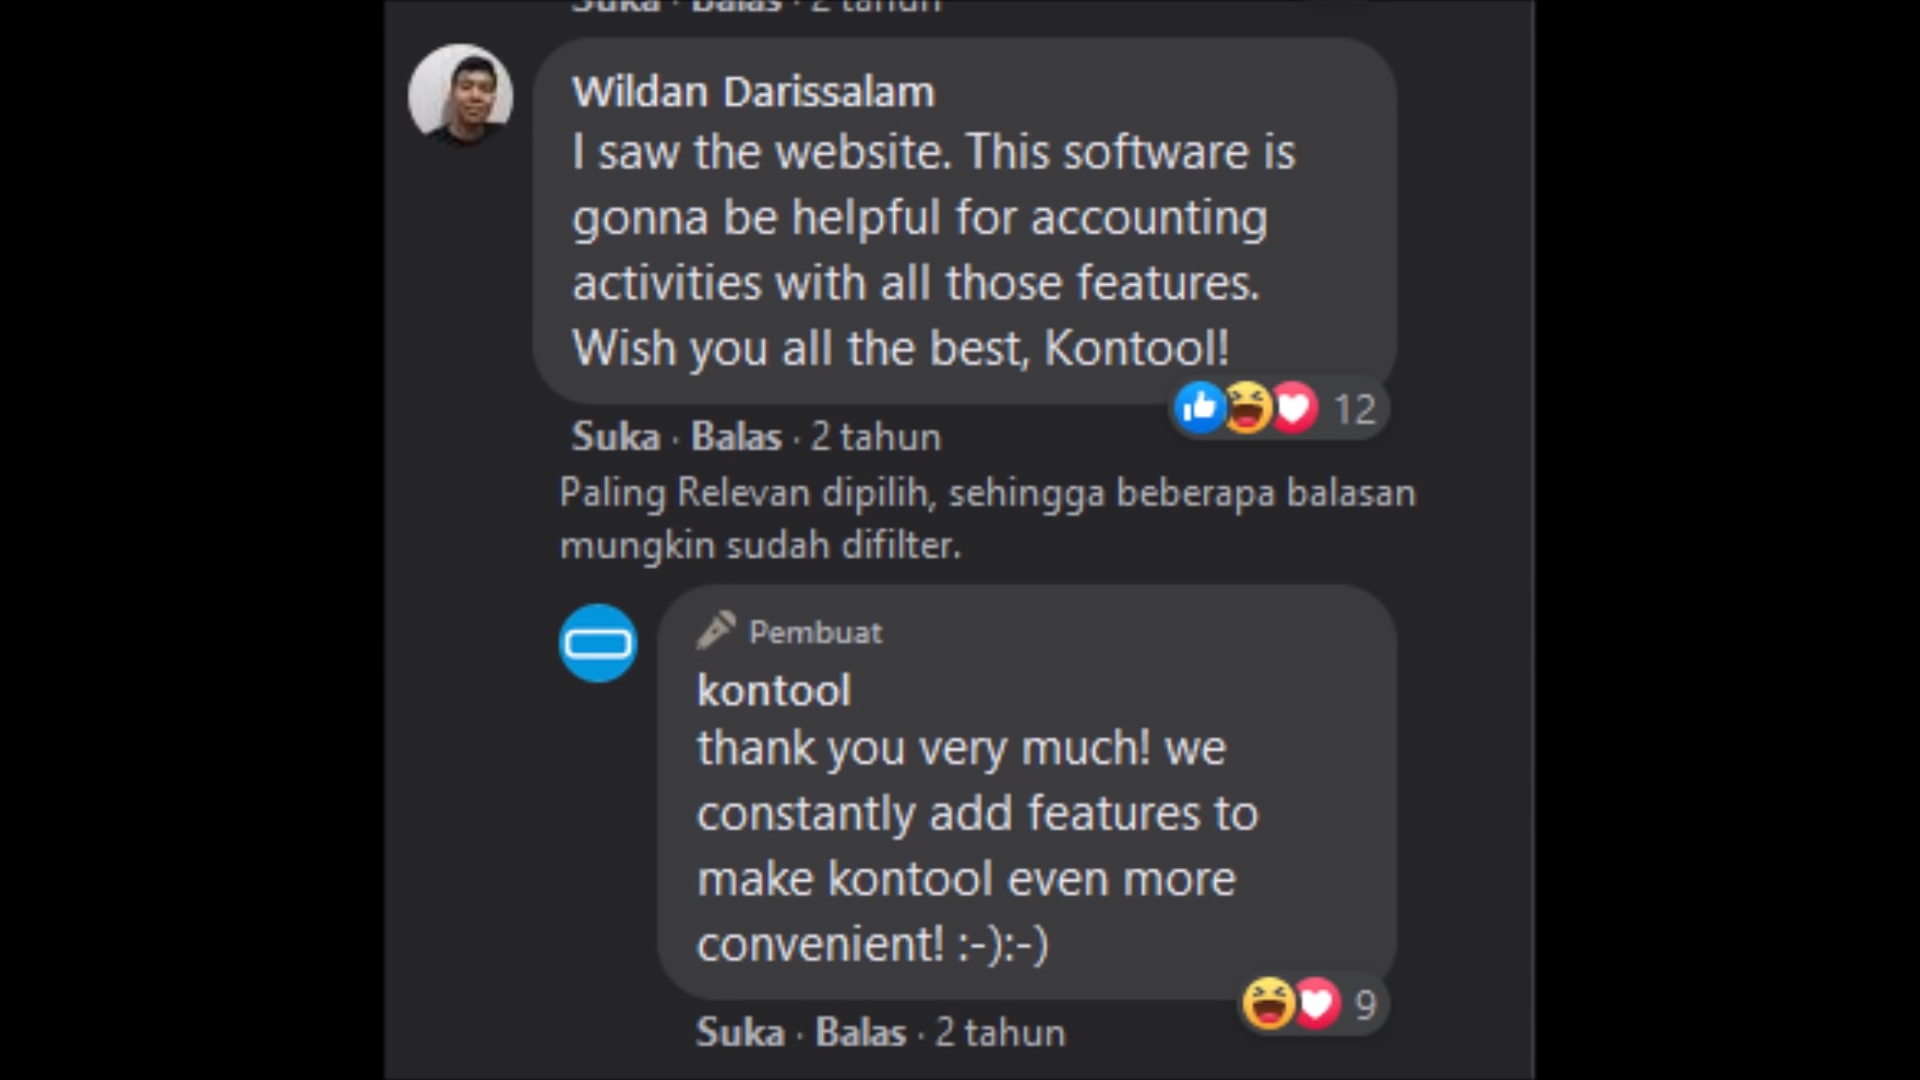 Suka · Balas · 2 tahun
Wildan Darissalam
I saw the website. This software is
gonna be helpful for accounting
activities with all those features.
Wish you all the best, Kontool!
12
Suka · Balas · 2 tahun
Paling Relevan dipilih, sehingga beberapa balasan
mungkin sudah difilter.
Pembuat
kontool
thank you very much! we
constantly add features to
make kontool even more
convenient! :-):-)
9
Suka · Balas · 2 tahun